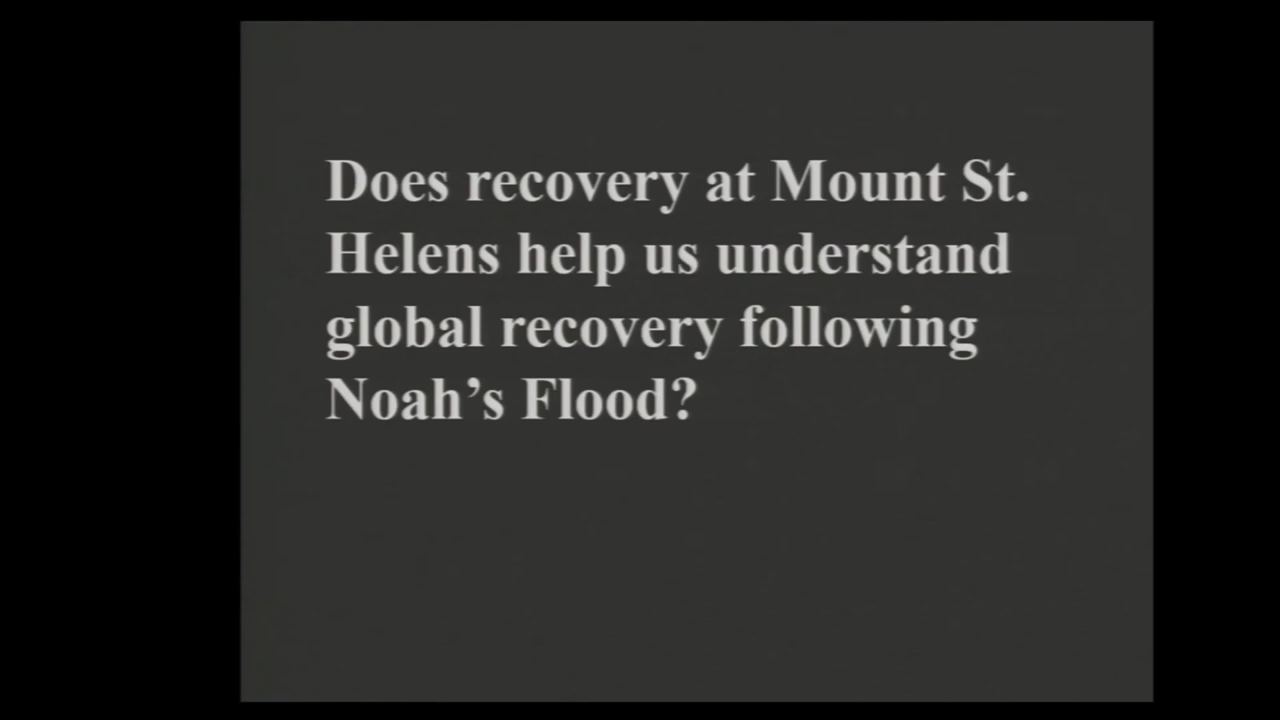 Does recovery at Mount St.
Helens help us understand
global recovery following
Noah’s Flood?